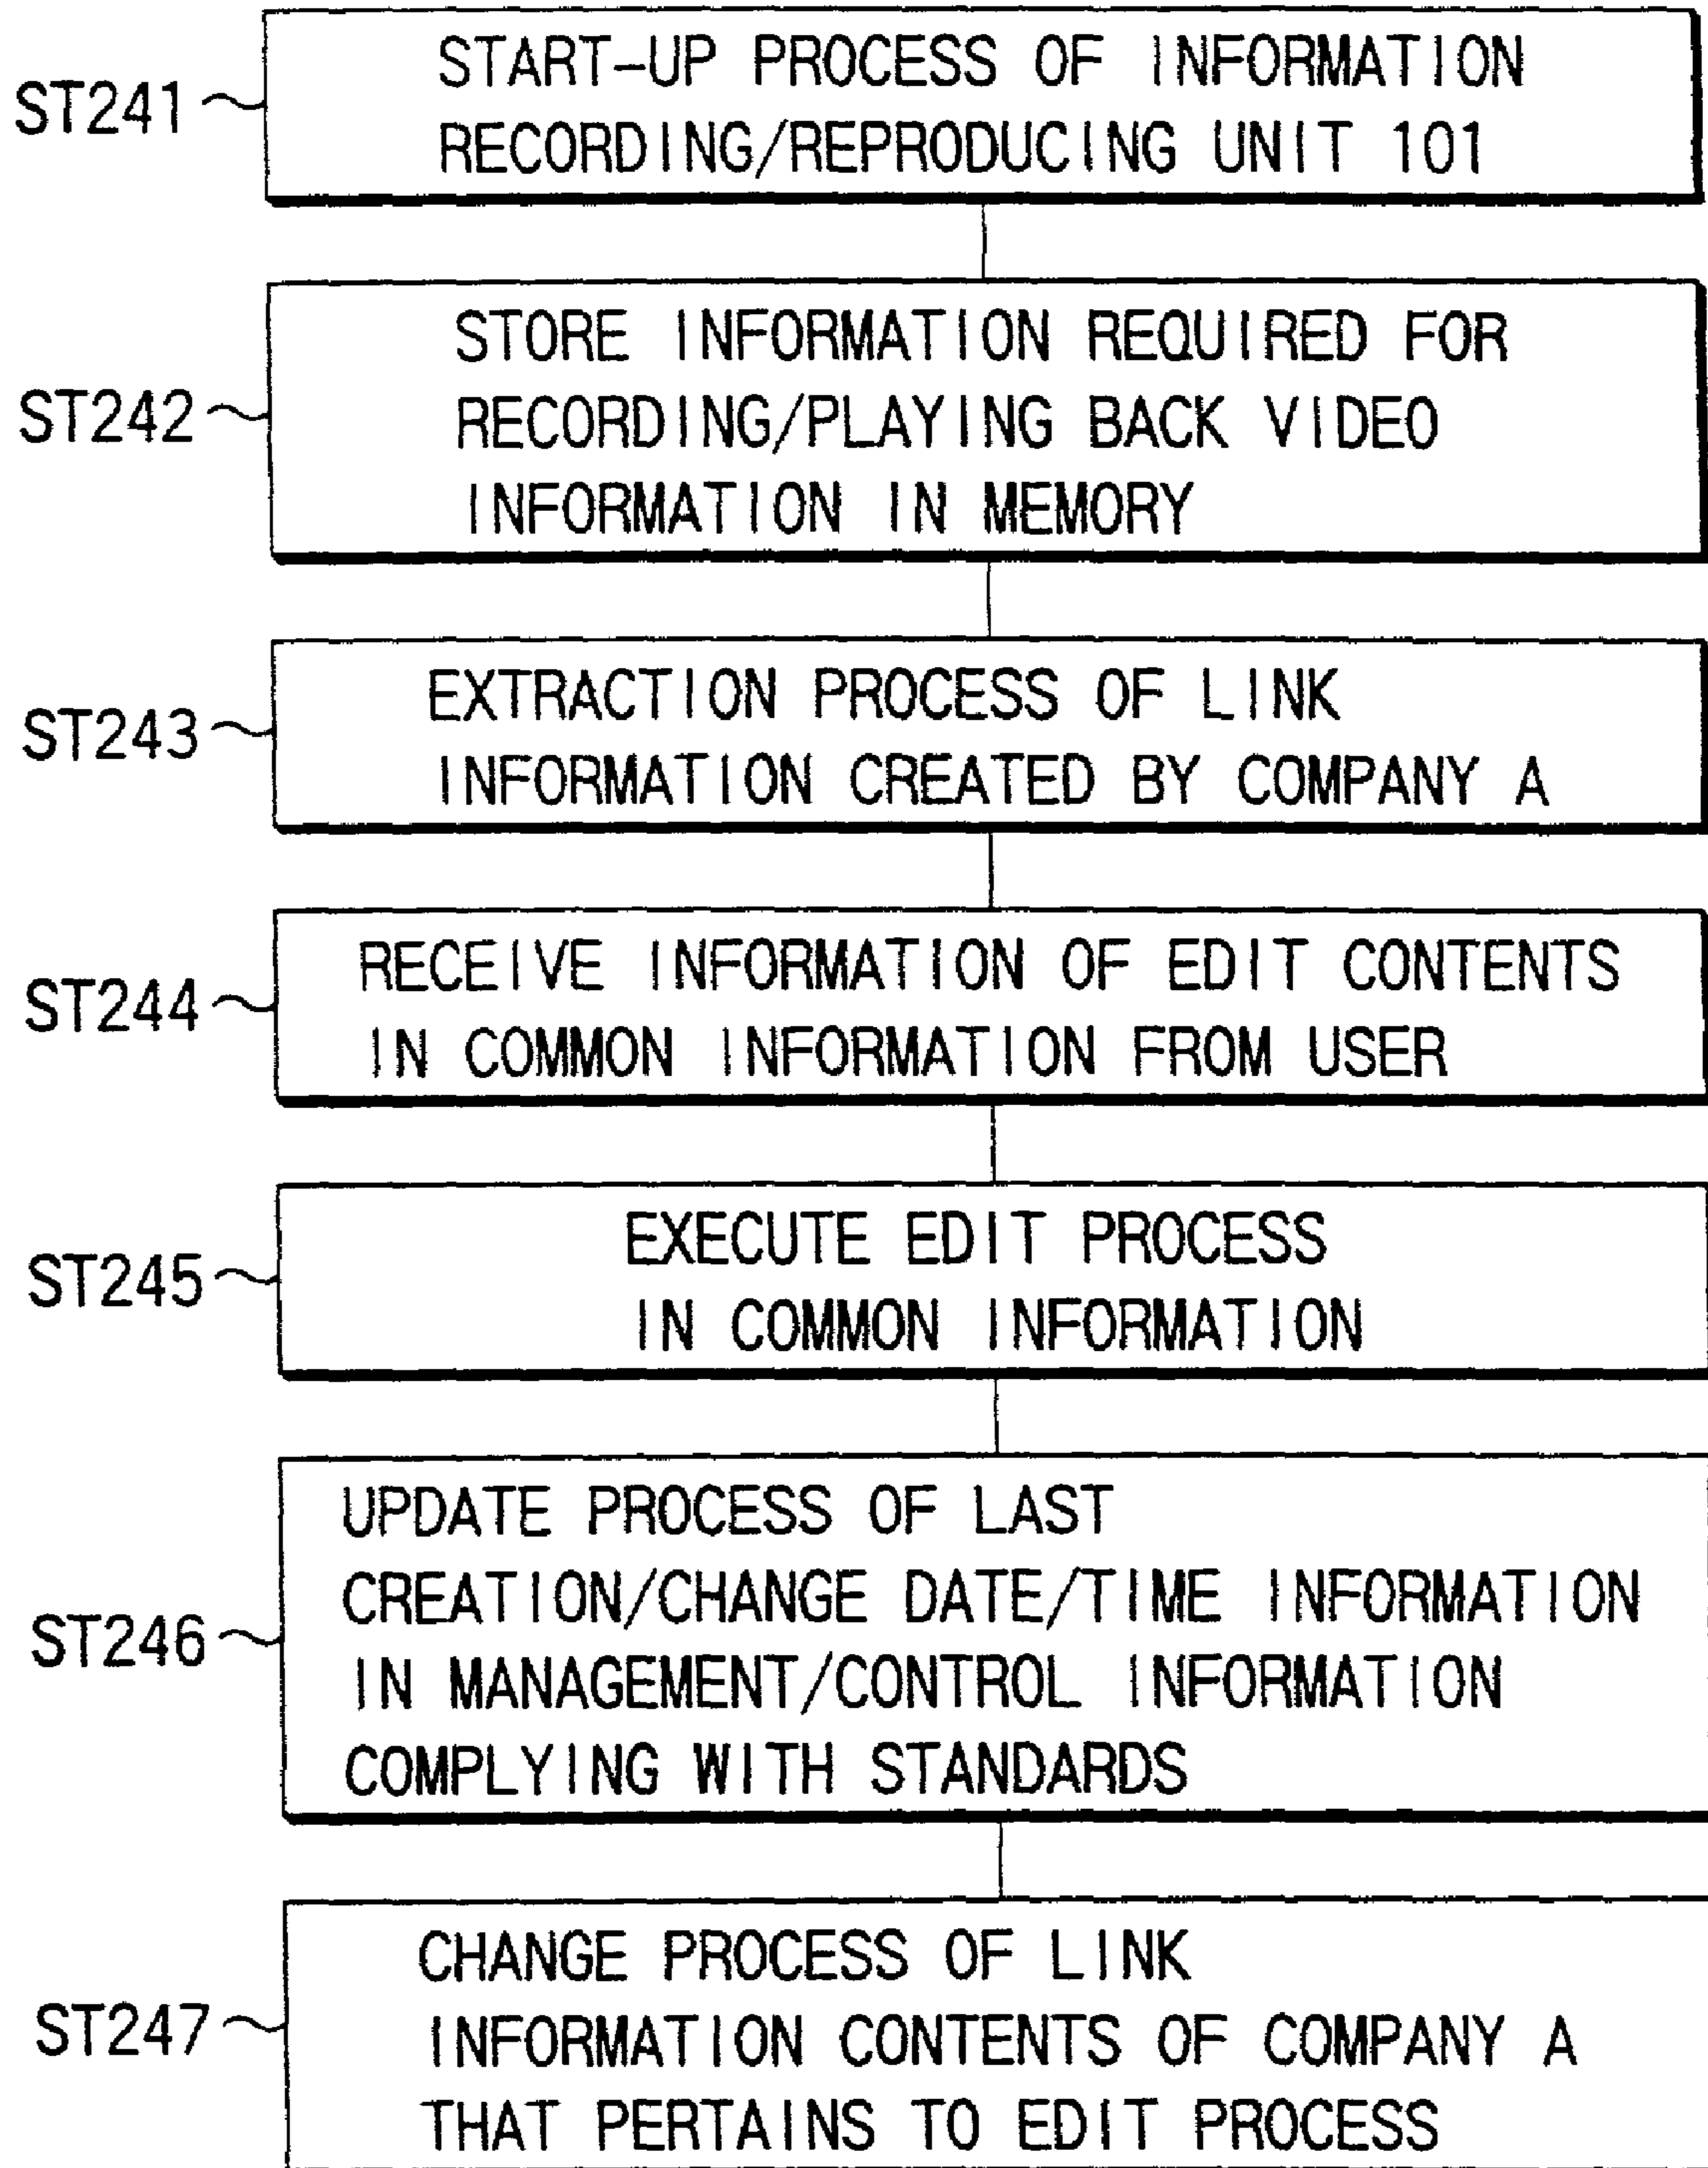 START-UP PROCESS OF INFORMATION
ST241
RECORDING/REPRODUCING UNIT 101
STORE INFORMATION REQUIRED FOR
ST242
RECORDING/PLAYING BACK VIDEO
INFORMATION IN MEMORY
EXTRACTION PROCESS OF LINK
ST243
INFORMATION CREATED BY COMPANY A
RECEIVE INFORMATION OF EDIT CONTENTS
ST244
IN COMMON INFORMATION FROM USER
EXECUTE EDIT PROCESS
ST245
IN COMMON INFORMATION
UPDATE PROCESS OF LAST
CREATION/CHANGE DATE/TIME INFORMATION
ST246
IN MANAGEMENT/CONTROL INFORMATION
COMPLYING WITH STANDARDS
CHANGE PROCESS OF LINK
ST247
INFORMATION CONTENTS OF COMPANY A
THAT PERTAINS TO EDIT PROCESS